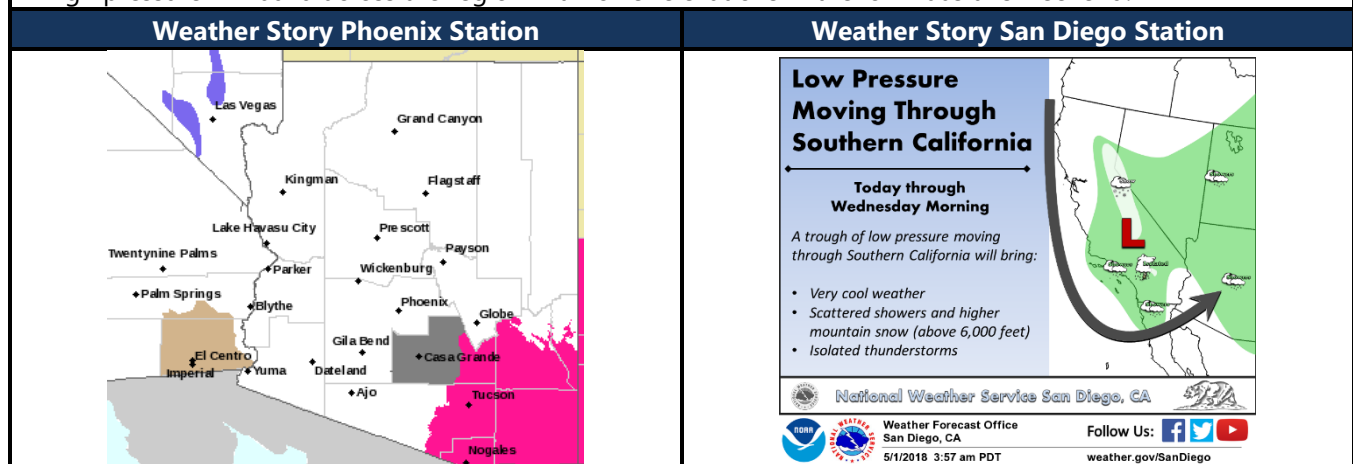 Weather Story Phoenix Station
Weather Story San Diego Station
Las Vegas
Grand Canyon
Kingman
Flagstaff
Lake Havasu City
Prescott
Twentynine Palms
Payson
Parker
Wickenburg
Palm Springs
Blythe
Phoenix
Globe
Gila Bend
El Centro
Casa Grande
Imperial
Yuma
Dateland
Ajo
Tucson
Nogales
Low Pressure
Moving Through
Southern California
Today through
Wednesday Morning
A trough of low pressure moving
through Southern California will bring:
• Very cool weather
• Scattered showers and higher
mountain snow (above 6,000 feet)
• Isolated thunderstorms
L
National Weather Service San Diego, CA
NOAA
Weather Forecast Office
San Diego, CA
5/1/2018 3:57 am PDT
Follow Us:
weather.gov/SanDiego